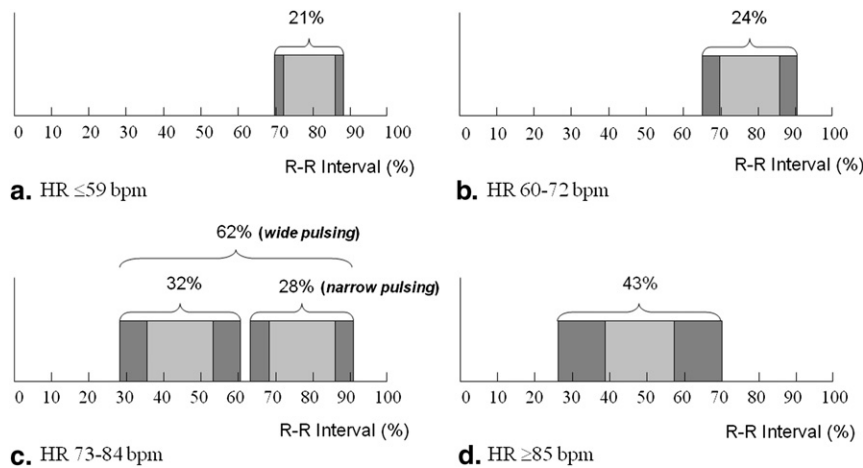 21%
0 10 20 30 40 50 60 70 80 90 100
R-R Interval (%)
a. HR ≤59 bpm
24%
0 10 20 30 40 50 60 70 80 90 100
R-R Interval (%)
b. HR 60-72 bpm
62% (wide pulsing)
32% 28% (narrow pulsing)
0 10 20 30 40 50 60 70 80 90 100
R-R Interval (%)
c. HR 73-84 bpm
43%
0 10 20 30 40 50 60 70 80 90 100
R-R Interval (%)
d. HR ≥85 bpm